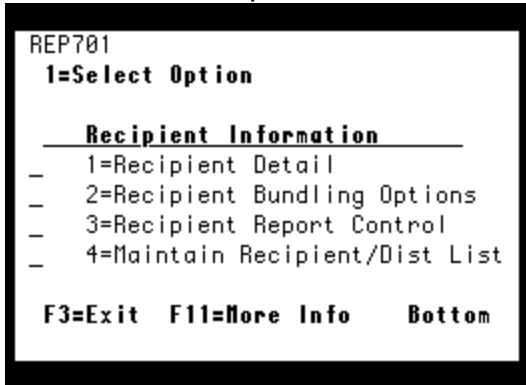 REP701
1=Select Option
Recipient Information
_ 1=Recipient Detail
_ 2=Recipient Bundling Options
_ 3=Recipient Report Control
_ 4=Maintain Recipient/Dist List
F3=Exit F11=More Info Bottom